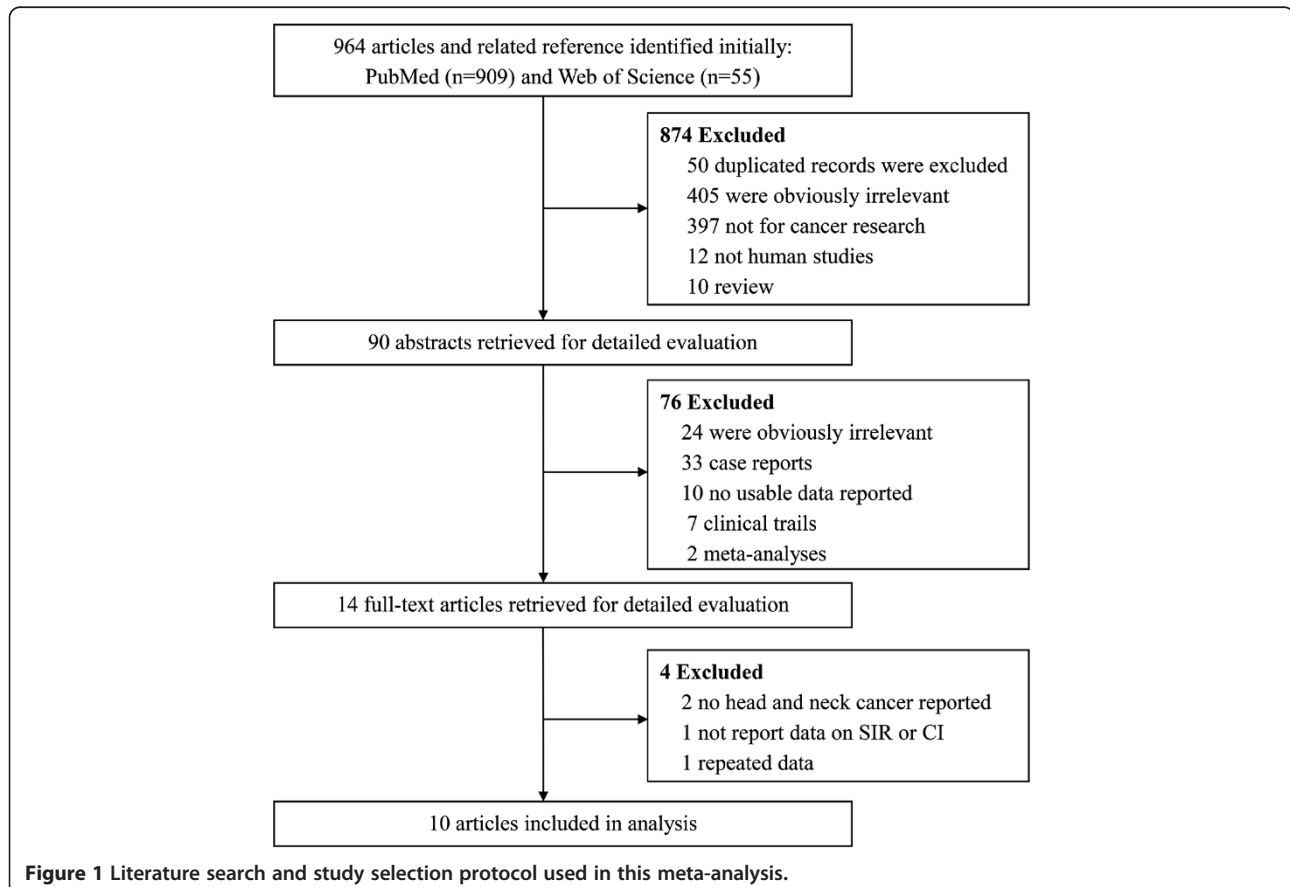 964 articles and related reference identified initially:
PubMed (n=909) and Web of Science (n=55)
874 Excluded
50 duplicated records were excluded
405 were obviously irrelevant
397 not for cancer research
12 not human studies
10 review
90 abstracts retrieved for detailed evaluation
76 Excluded
24 were obviously irrelevant
33 case reports
10 no usable data reported
7 clinical trails
2 meta-analyses
14 full-text articles retrieved for detailed evaluation
4 Excluded
2 no head and neck cancer reported
1 not report data on SIR or CI
1 repeated data
10 articles included in analysis
Figure 1 Literature search and study selection protocol used in this meta-analysis.